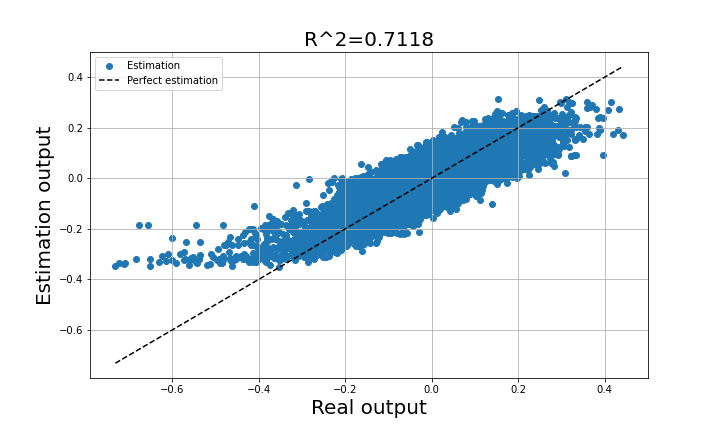 R^2=0.7118
Estimation
Perfect estimation
0.4
0.2
0.0
−0.2
−0.4
−0.6
Estimation output
−0.6
−0.4
−0.2
0.0
0.2
0.4
Real output